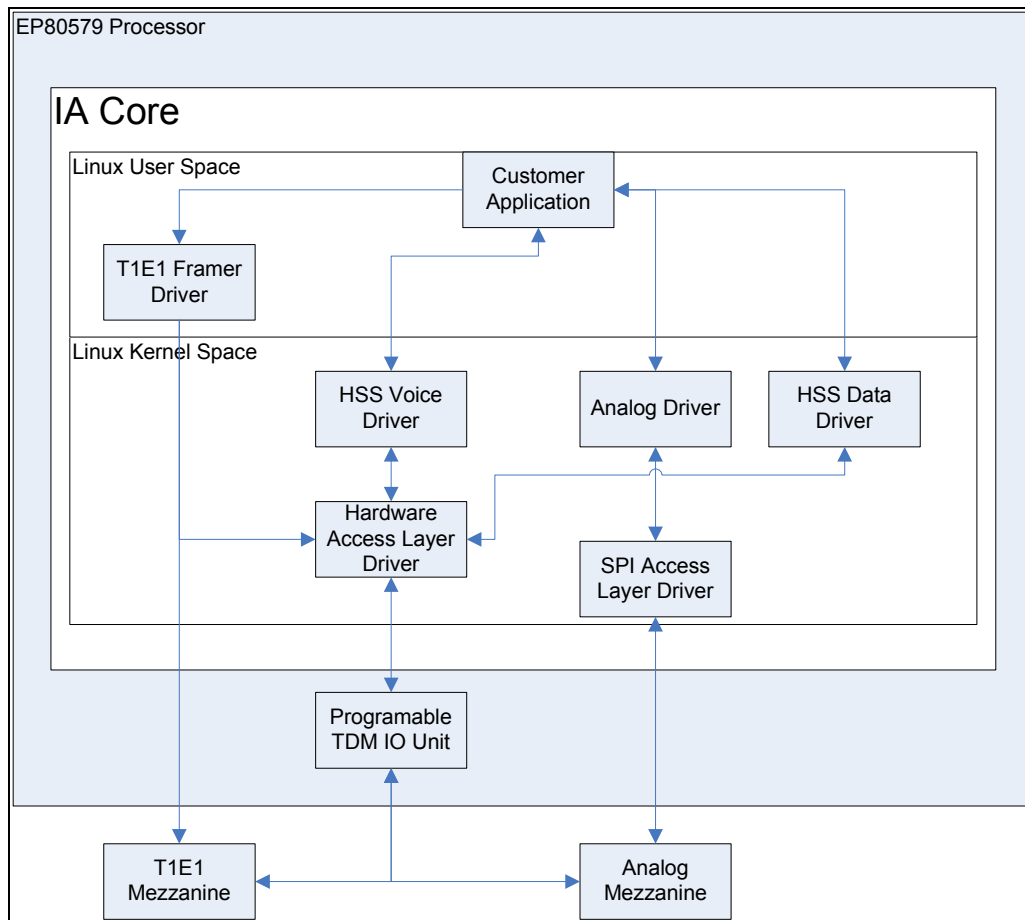 EP80579 Processor
IA Core
Linux User Space
Customer
Application
T1E1 Framer
Driver
Linux Kernel Space
HSS Voice
Driver
Analog Driver
HSS Data
Driver
Hardware
Access Layer
Driver
SPI Access
Layer Driver
Programable
TDM IO Unit
T1E1
Mezzanine
Analog
Mezzanine